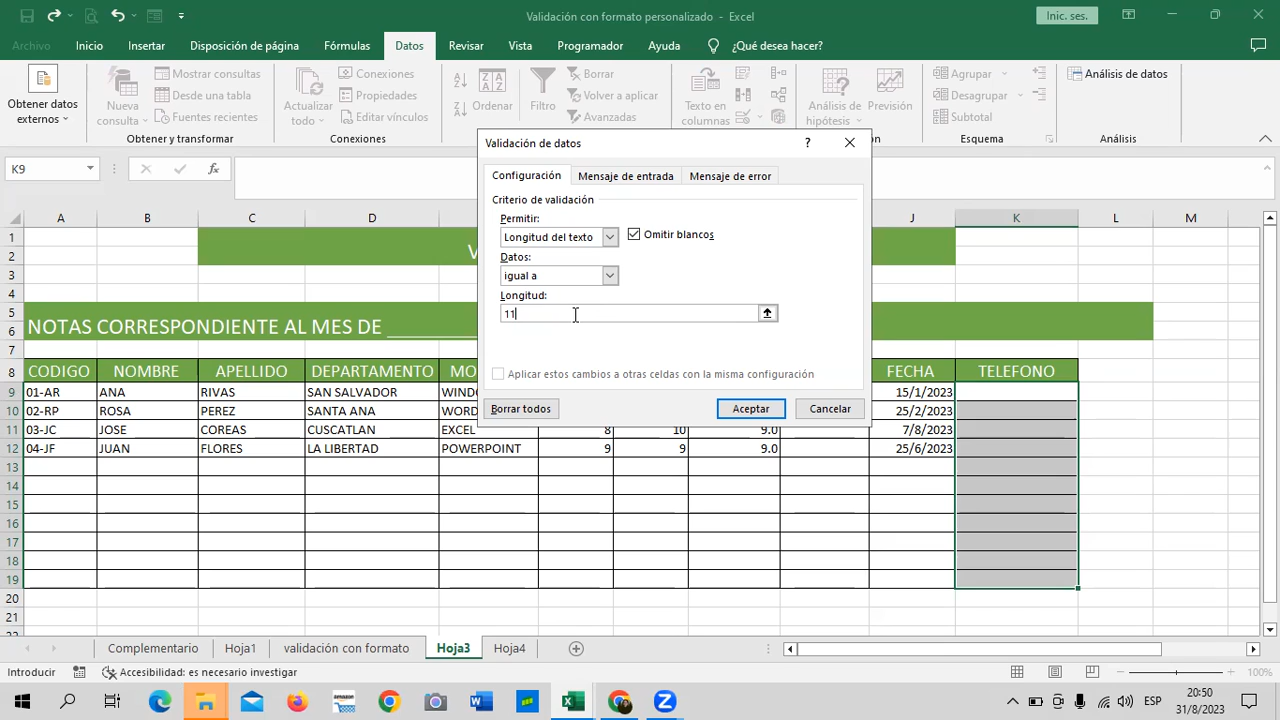 Validación con formato personalizado - Excel
Inic. ses.
Archivo Inicio Insertar Disposición de página Fórmulas Datos Revisar Vista Programador Ayuda ¿Qué desea hacer?
Obtener datos externos
Nueva consulta
Mostrar consultas
Desde una tabla
Fuentes recientes
Actualizar todo
Conexiones
Propiedades
Editar vínculos
Ordenar
Filtro
Borrar
Volver a aplicar
Avanzadas
Texto en columnas
Análisis de hipótesis
Previsión
Agrupar
Desagrupar
Subtotal
Análisis de datos
Obtener y transformar
Conexiones
Esquema
Análisis
K9
fx
Validación de datos
?
Configuración Mensaje de entrada Mensaje de error
Criterio de validación
Permitir:
Longitud del texto
Omitir blancos
Datos:
igual a
Longitud:
11
Aplicar estos cambios a otras celdas con la misma configuración
Borrar todos Aceptar Cancelar
A B C D J K L M
1
2 V
3
4
5
6 NOTAS CORRESPONDIENTE AL MES DE
7
8 CODIGO NOMBRE APELLIDO DEPARTAMENTO MO FECHA TELEFONO
9 01-AR ANA RIVAS SAN SALVADOR WIND 15/1/2023
10 02-RP ROSA PEREZ SANTA ANA WORD 25/2/2023
11 03-JC JOSE COREAS CUSCATLAN EXCEL 8 10 9.0 7/8/2023
12 04-JF JUAN FLORES LA LIBERTAD POWERPOINT 9 9 9.0 25/6/2023
13
14
15
16
17
18
19
20
21
Complementario Hoja1 validación con formato Hoja3 Hoja4
Introducir Accesibilidad: es necesario investigar 100%
ESP
20:50
31/8/2023